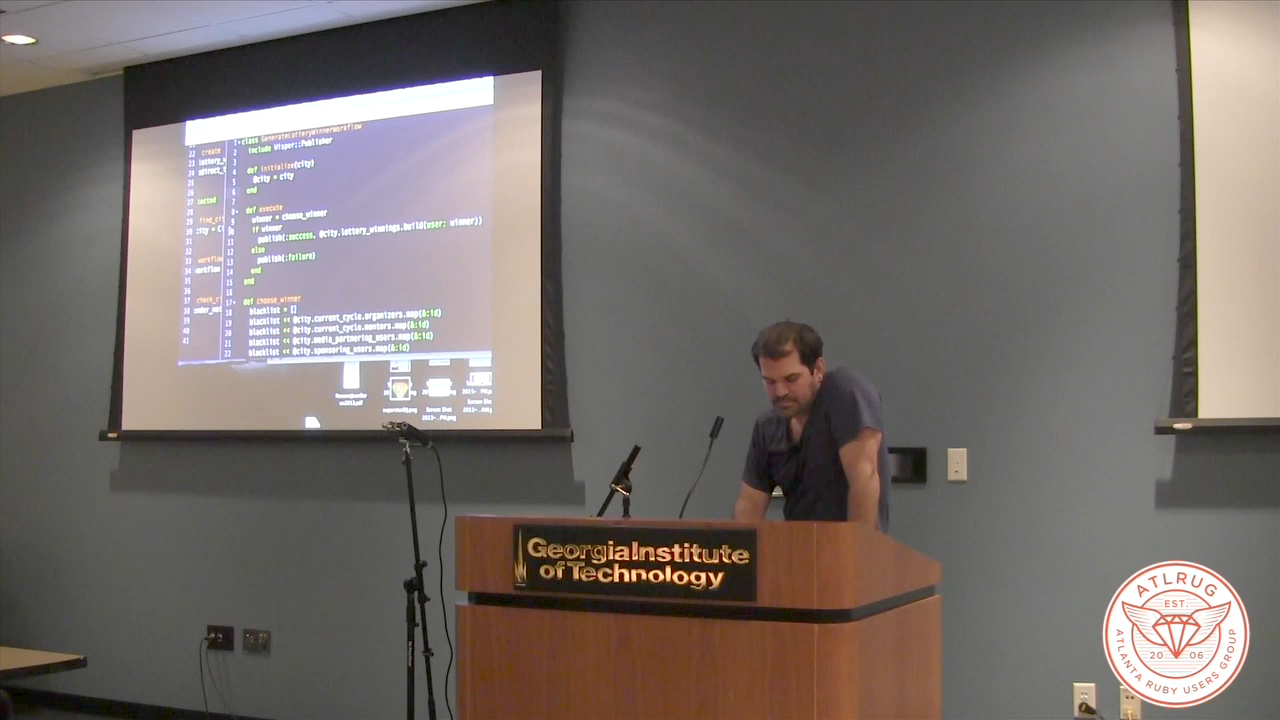 class GenerateLotteryWinnerWorkflow
include Wisper::Publisher
def initialize(city)
@city = city
end
def execute
winner = choose_winner
if winner
publish(:success, @city.lottery_winnings.build(user: winner))
else
publish(:failure)
end
end
def choose_winner
blacklist = []
blacklist << @city.current_cycle.organizers.map(&:id)
blacklist << @city.current_cycle.mentors.map(&:id)
blacklist << @city.media_partnering_users.map(&:id)
blacklist << @city.sponsoring_users.map(&:id)
GeorgiaInstitute
of Technology
ATLRUG
EST.
20 06
ATLANTA RUBY USERS GROUP